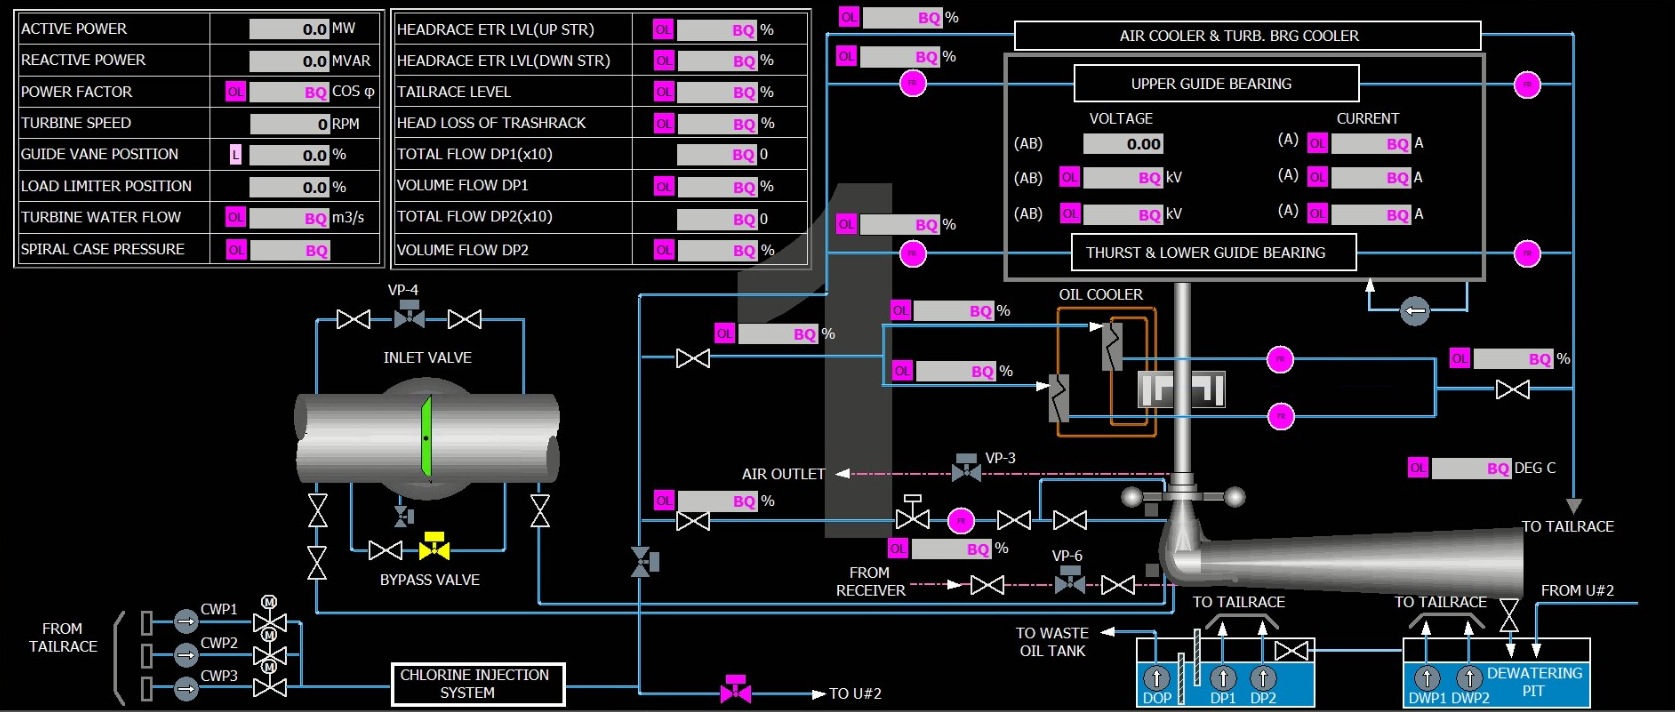 ACTIVE POWER 0.0 MW
REACTIVE POWER 0.0 MVAR
POWER FACTOR OL BQ COS φ
TURBINE SPEED 0 RPM
GUIDE VANE POSITION L 0.0 %
LOAD LIMITER POSITION 0.0 %
TURBINE WATER FLOW OL BQ m3/s
SPIRAL CASE PRESSURE OL BQ
HEADRACE ETR LVL(UP STR) OL BQ %
HEADRACE ETR LVL(DWN STR) OL BQ %
TAILRACE LEVEL OL BQ %
HEAD LOSS OF TRASHRACK OL BQ %
TOTAL FLOW DP1(x10) BQ 0
VOLUME FLOW DP1 OL BQ %
TOTAL FLOW DP2(x10) BQ 0
VOLUME FLOW DP2 OL BQ %
OL BQ %
AIR COOLER & TURB. BRG COOLER
OL BQ %
UPPER GUIDE BEARING
FR
FR
VOLTAGE
CURRENT
(AB) 0.00
(A) OL BQ A
(AB) OL BQ kV
(A) OL BQ A
(AB) OL BQ kV
(A) OL BQ A
OL BQ %
FR
THURST & LOWER GUIDE BEARING
FR
1
VP-4
INLET VALVE
BYPASS VALVE
OIL COOLER
OL BQ %
OL BQ %
OL BQ %
FR
FR
OL BQ %
OL BQ DEG C
TO TAILRACE
AIR OUTLET
VP-3
OL BQ %
FR
OL BQ %
FROM
RECEIVER
VP-6
FROM
TAILRACE
CWP1
M
CWP2
M
CWP3
M
CHLORINE INJECTION
SYSTEM
TO U#2
TO WASTE
OIL TANK
TO TAILRACE
DOP
DP1
DP2
TO TAILRACE
FROM U#2
DWP1
DWP2
DEWATERING
PIT